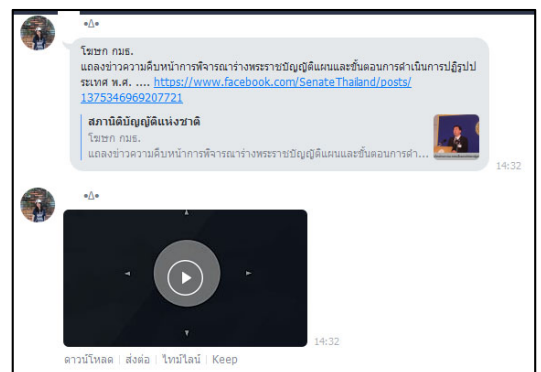 •Δ•
โฆษก กมธ.
แถลงข่าวความคืบหน้าการพิจารณาร่างพระราชบัญญัติแผนและขั้นตอนการดำเนินการปฏิรูปป
ระเทศ พ.ศ. .... https://www.facebook.com/SenateThailand/posts/
1375346969207721
สภานิติบัญญัติแห่งชาติ
โฆษก กมธ.
แถลงข่าวความคืบหน้าการพิจารณาร่างพระราชบัญญัติแผนและขั้นตอนการดำ...
14:32
•Δ•
14:32
ดาวน์โหลด | ส่งต่อ | ไทม์ไลน์ | Keep